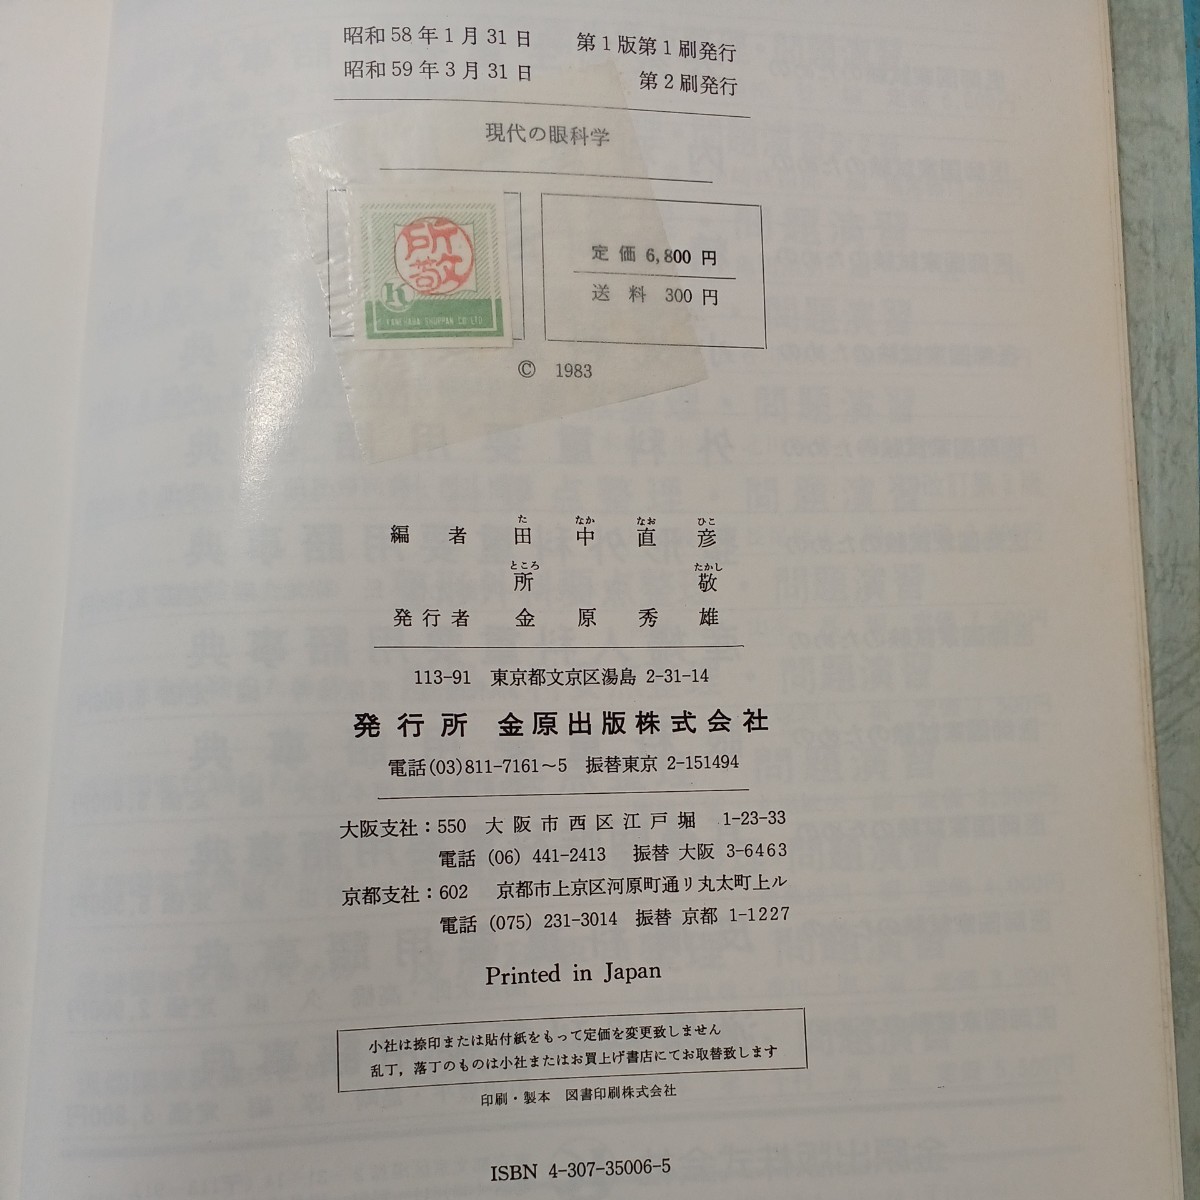 昭和58年1月31日　第1版第1刷発行
昭和59年3月31日　第2刷発行
現代の眼科学
所
敬
K
KANEHARA SHUPPAN CO LTD
定価 6,800 円
送料 300 円
© 1983
た なか なお ひこ
編者 田中直彦
ところ たかし
所 敬
発行者 金原秀雄
113-91 東京都文京区湯島 2-31-14
発行所 金原出版株式会社
電話(03)811-7161～5 振替東京 2-151494
大阪支社：550 大阪市西区江戸堀 1-23-33
電話 (06) 441-2413 振替 大阪 3-6463
京都支社：602 京都市上京区河原町通リ丸太町上ル
電話 (075) 231-3014 振替 京都 1-1227
Printed in Japan
小社は捺印または貼付紙をもって定価を変更致しません
乱丁，落丁のものは小社またはお買上げ書店にてお取替致します
印刷・製本 図書印刷株式会社
ISBN 4-307-35006-5